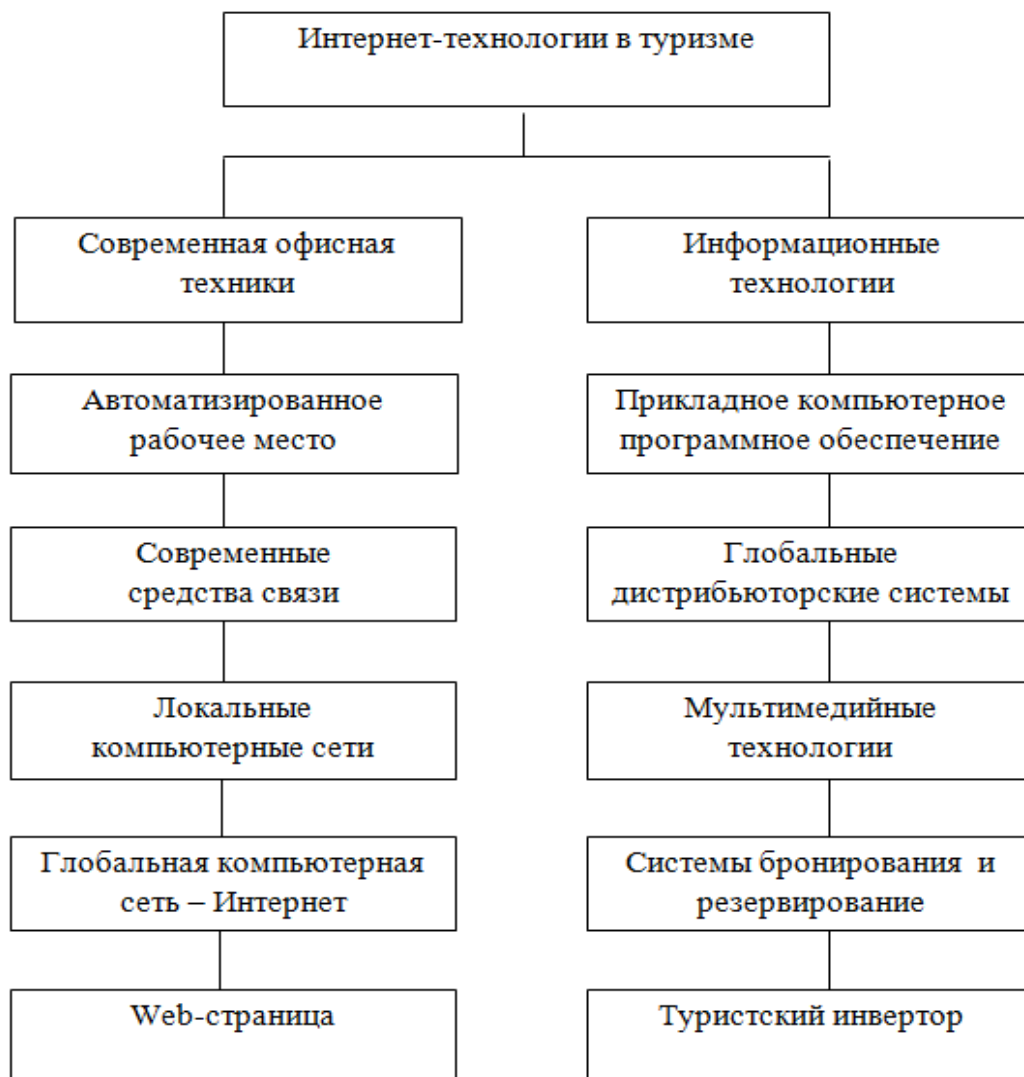 Интернет-технологии в туризме
Современная офисная
техники
Информационные
технологии
Автоматизированное
рабочее место
Прикладное компьютерное
программное обеспечение
Современные
средства связи
Глобальные
дистрибьюторские системы
Локальные
компьютерные сети
Мультимедийные
технологии
Глобальная компьютерная
сеть – Интернет
Системы бронирования и
резервирование
Web-страница
Туристский инвертор